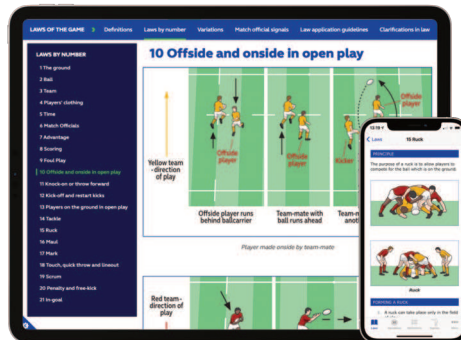 LAWS OF THE GAME
Definitions
Laws by number
Variations
Match official signals
Law application guidelines
Clarifications in law
LAWS BY NUMBER
1 The ground
2 Ball
3 Team
4 Players' clothing
5 Time
6 Match Officials
7 Advantage
8 Scoring
9 Foul Play
10 Offside and onside in open play
11 Knock-on or throw forward
12 Kick-off and restart kicks
13 Players on the ground in open play
14 Tackle
15 Ruck
16 Maul
17 Mark
18 Touch, quick throw and lineout
19 Scrum
20 Penalty and free-kick
21 In-goal
10 Offside and onside in open play
Yellow team
-direction
of play
Offside
player
Offside
player
Offside
player
Kicker
Offside player runs
behind ballcarrier
Team-mate with
ball runs ahead
Team-m
anot
Player made onside by team-mate
Red team-
direction of
play
13:19
Laws
15 Ruck
PRINCIPLE
The purpose of a ruck is to allow players to
compete for the ball which is on the ground.
Ruck
FORMING A RUCK
1. A ruck can take place only in the field
Laws